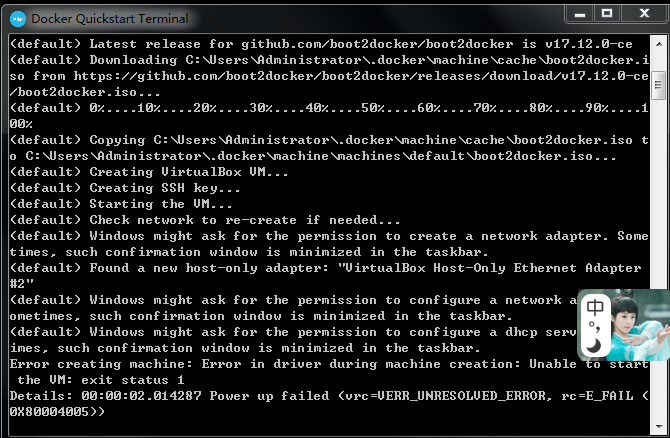 Docker Quickstart Terminal
(default) Latest release for github.com/boot2docker/boot2docker is v17.12.0-ce
(default) Downloading C:\Users\Administrator\.docker\machine\cache\boot2docker.i
so from https://github.com/boot2docker/boot2docker/releases/download/v17.12.0-ce
/boot2docker.iso...
(default) 0%....10%....20%....30%....40%....50%....60%....70%....80%....90%....1
00%
(default) Copying C:\Users\Administrator\.docker\machine\cache\boot2docker.iso t
o C:\Users\Administrator\.docker\machine\machines\default\boot2docker.iso...
(default) Creating VirtualBox VM...
(default) Creating SSH key...
(default) Starting the VM...
(default) Check network to re-create if needed...
(default) Windows might ask for the permission to create a network adapter. Some
times, such confirmation window is minimized in the taskbar.
(default) Found a new host-only adapter: "VirtualBox Host-Only Ethernet Adapter
#2"
(default) Windows might ask for the permission to configure a network a
ometimes, such confirmation window is minimized in the taskbar.
(default) Windows might ask for the permission to configure a dhcp serv
imes, such confirmation window is minimized in the taskbar.
中
Error creating machine: Error in driver during machine creation: Unable to start
the VM: exit status 1
Details: 00:00:02.014287 Power up failed (vrc=VERR_UNRESOLVED_ERROR, rc=E_FAIL (
0X80004005))